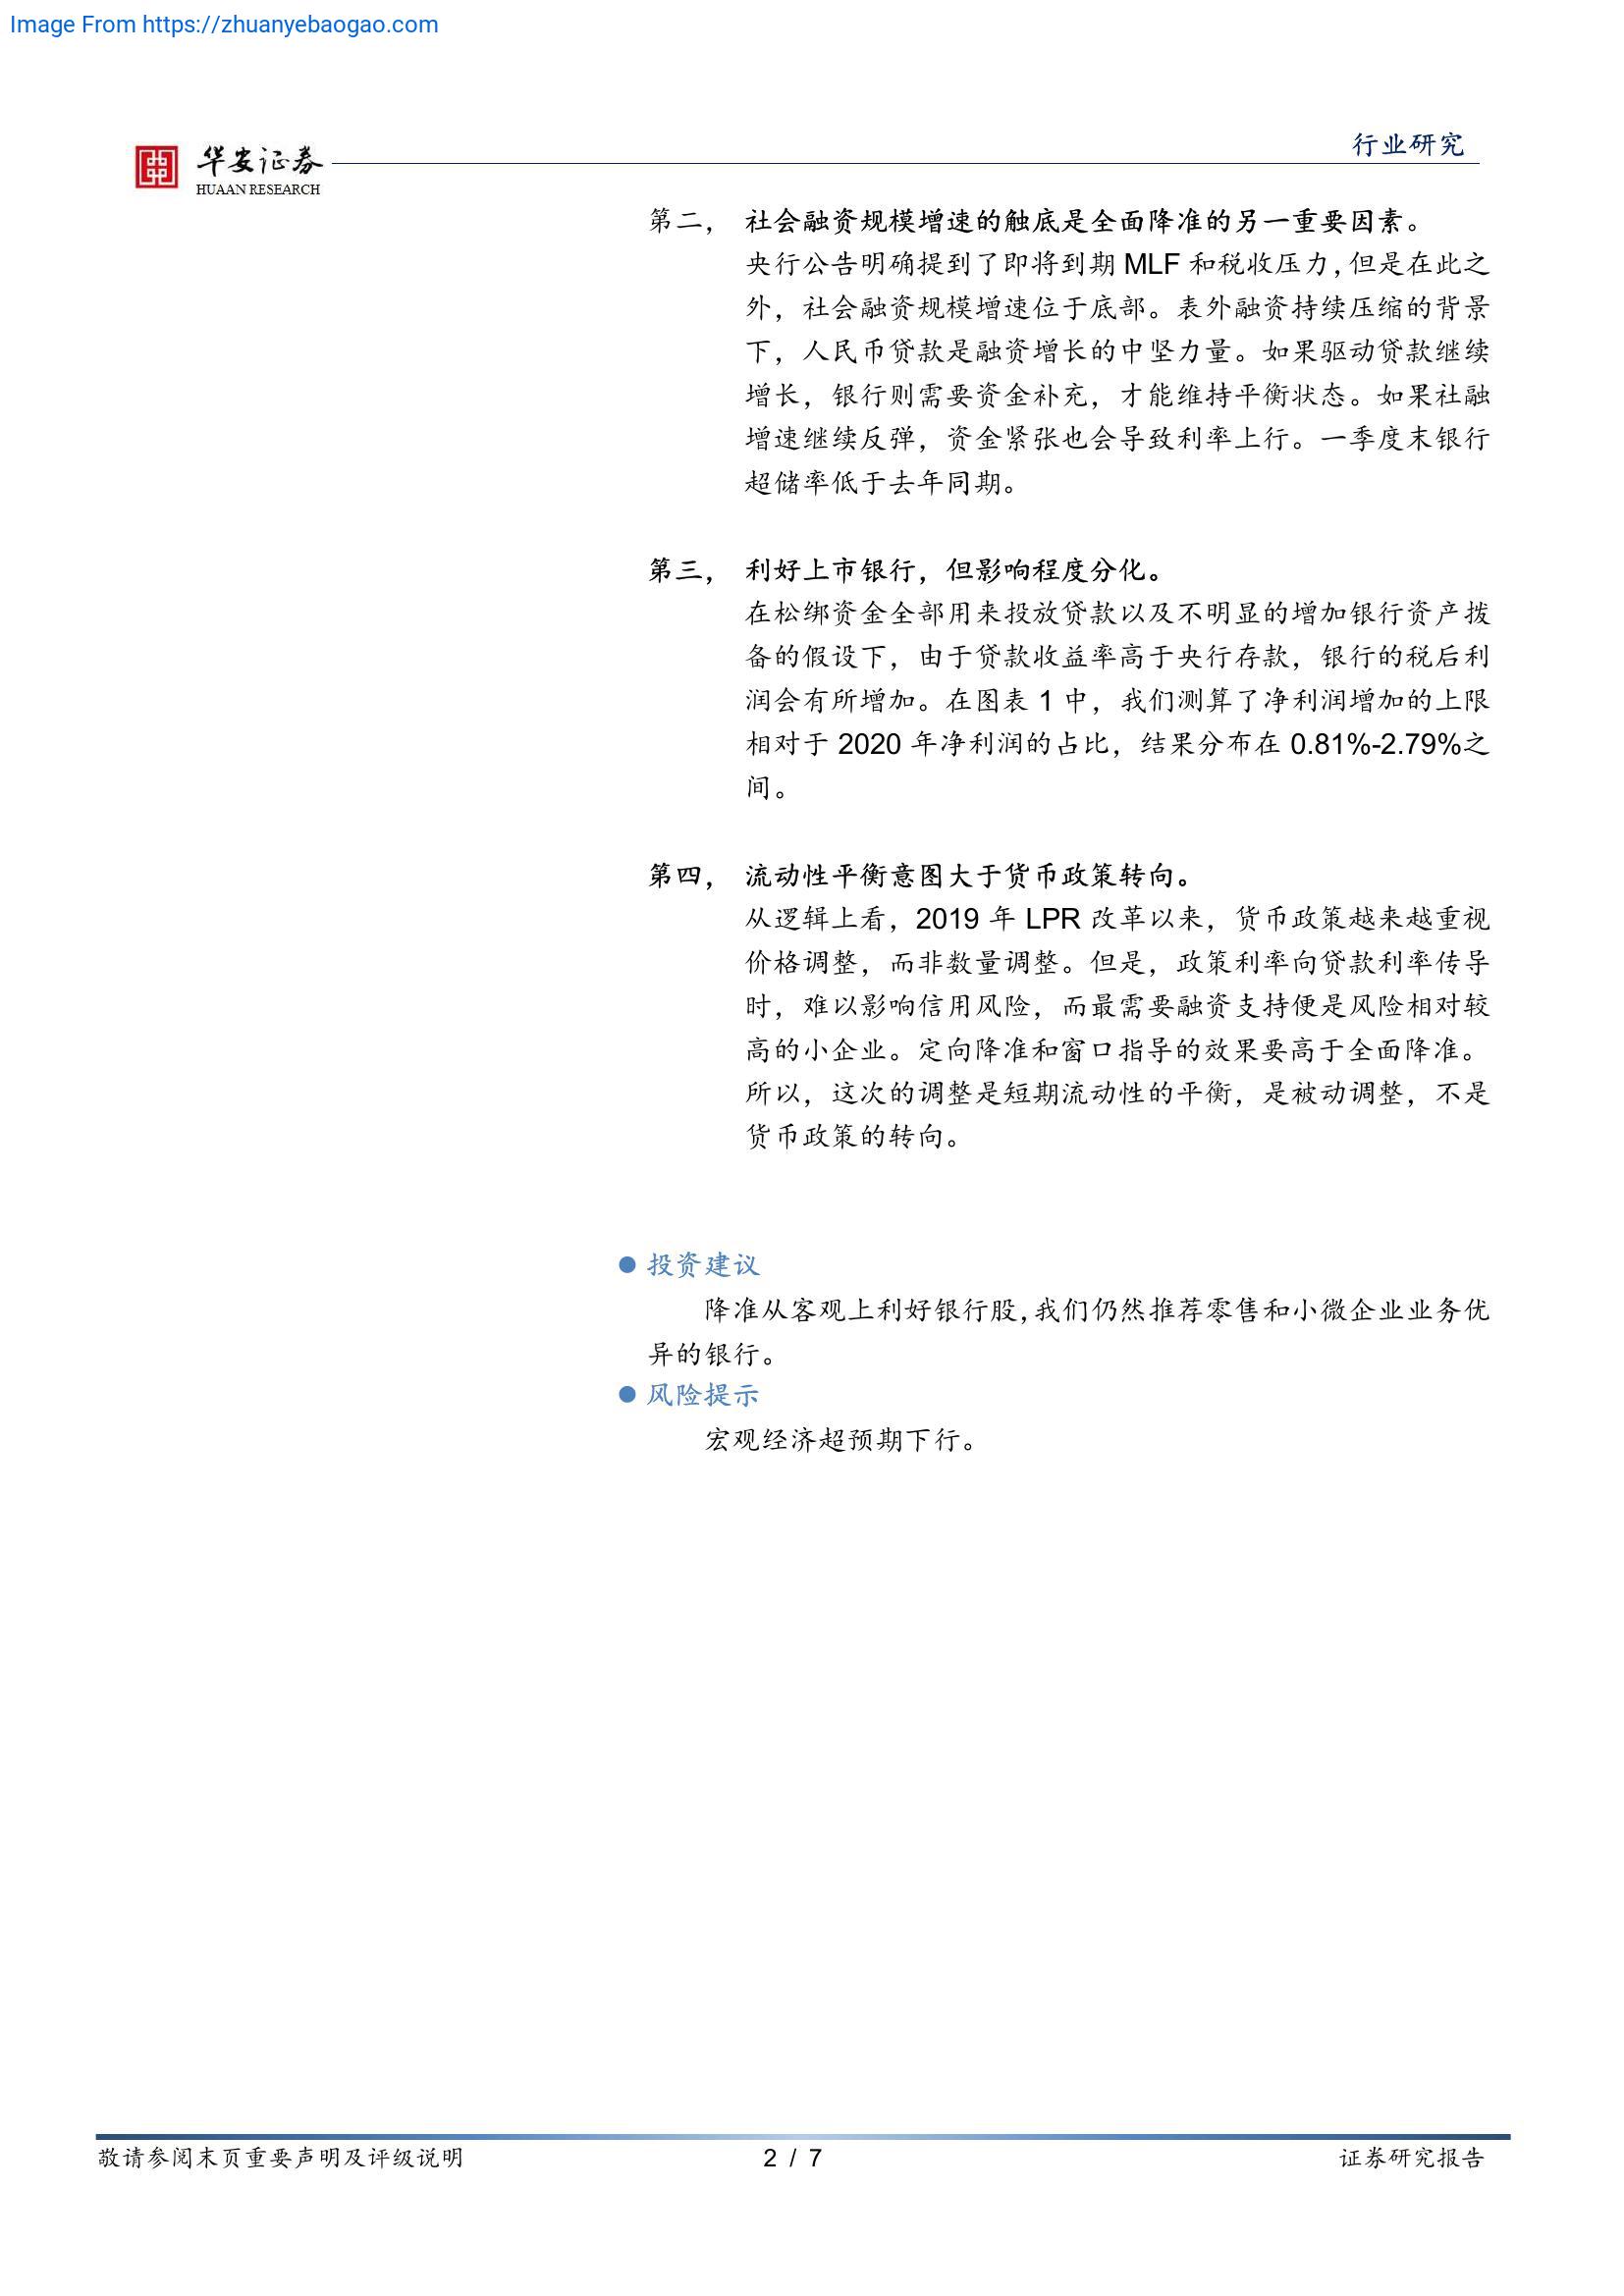 Image From https://zhuanyebaogao.com
行业研究
华安证券
HUAAN RESEARCH
第二， 社会融资规模增速的触底是全面降准的另一重要因素。
央行公告明确提到了即将到期 MLF 和税收压力，但是在此之
外，社会融资规模增速位于底部。表外融资持续压缩的背景
下，人民币贷款是融资增长的中坚力量。如果驱动贷款继续
增长，银行则需要资金补充，才能维持平衡状态。如果社融
增速继续反弹，资金紧张也会导致利率上行。一季度末银行
超储率低于去年同期。
第三， 利好上市银行，但影响程度分化。
在松绑资金全部用来投放贷款以及不明显的增加银行资产拨
备的假设下，由于贷款收益率高于央行存款，银行的税后利
润会有所增加。在图表 1 中，我们测算了净利润增加的上限
相对于 2020 年净利润的占比，结果分布在 0.81%-2.79%之
间。
第四， 流动性平衡意图大于货币政策转向。
从逻辑上看，2019 年 LPR 改革以来，货币政策越来越重视
价格调整，而非数量调整。但是，政策利率向贷款利率传导
时，难以影响信用风险，而最需要融资支持便是风险相对较
高的小企业。定向降准和窗口指导的效果要高于全面降准。
所以，这次的调整是短期流动性的平衡，是被动调整，不是
货币政策的转向。
● 投资建议
降准从客观上利好银行股，我们仍然推荐零售和小微企业业务优
异的银行。
● 风险提示
宏观经济超预期下行。
敬请参阅末页重要声明及评级说明 2 / 7 证券研究报告